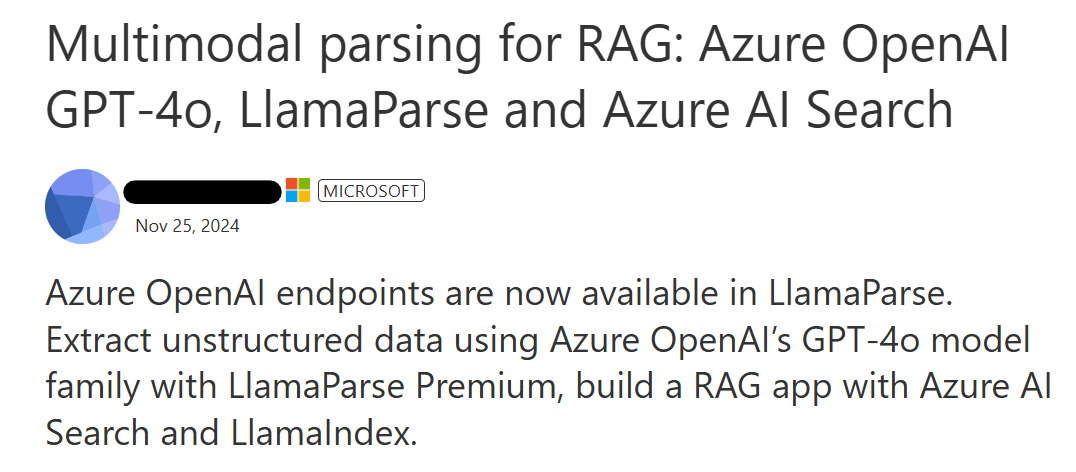 Multimodal parsing for RAG: Azure OpenAI
GPT-4o, LlamaParse and Azure AI Search
MICROSOFT
Nov 25, 2024
Azure OpenAI endpoints are now available in LlamaParse.
Extract unstructured data using Azure OpenAI’s GPT-4o model
family with LlamaParse Premium, build a RAG app with Azure AI
Search and LlamaIndex.